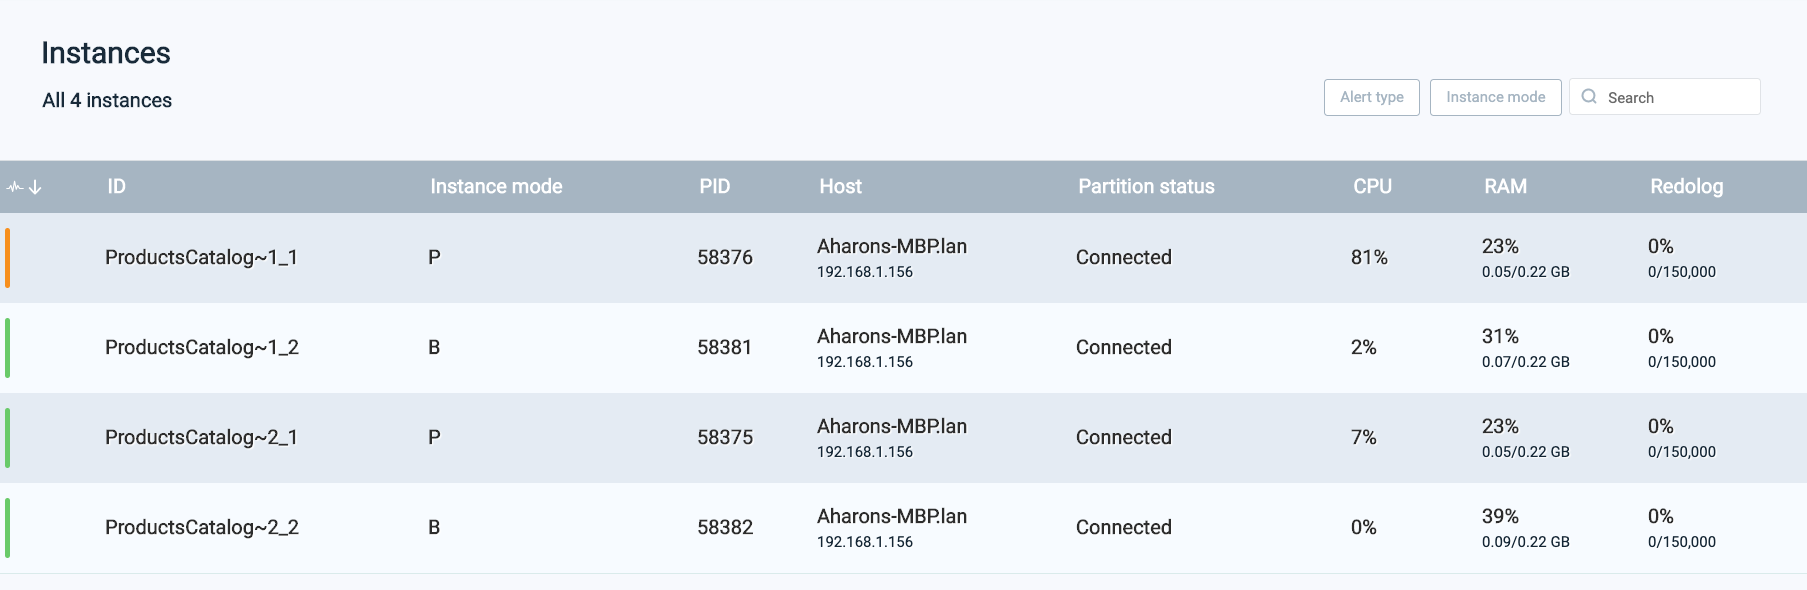 Instances
All 4 instances
Alert type Instance mode Search
ID Instance mode PID Host Partition status CPU RAM Redolog
ProductsCatalog~1_1 P 58376 Aharons-MBP.lan Connected 81% 23% 0%
192.168.1.156 0.05/0.22 GB 0/150,000
ProductsCatalog~1_2 B 58381 Aharons-MBP.lan Connected 2% 31% 0%
192.168.1.156 0.07/0.22 GB 0/150,000
ProductsCatalog~2_1 P 58375 Aharons-MBP.lan Connected 7% 23% 0%
192.168.1.156 0.05/0.22 GB 0/150,000
ProductsCatalog~2_2 B 58382 Aharons-MBP.lan Connected 0% 39% 0%
192.168.1.156 0.09/0.22 GB 0/150,000